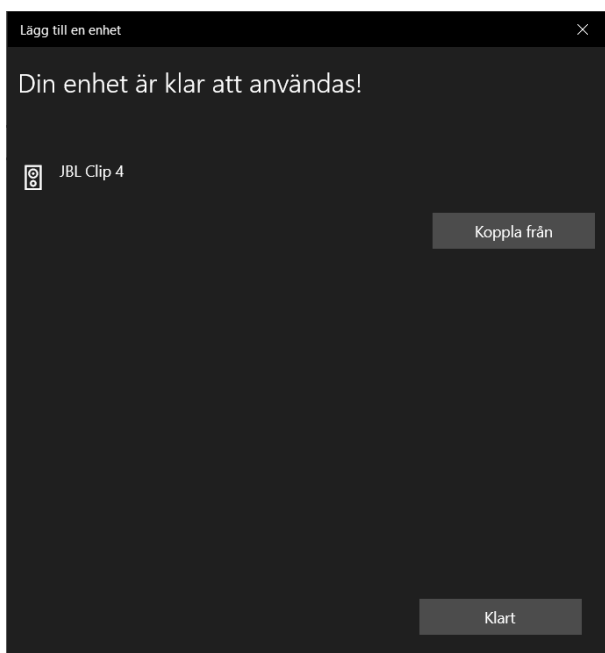 Lägg till en enhet
Din enhet är klar att användas!
JBL Clip 4
Koppla från
Klart